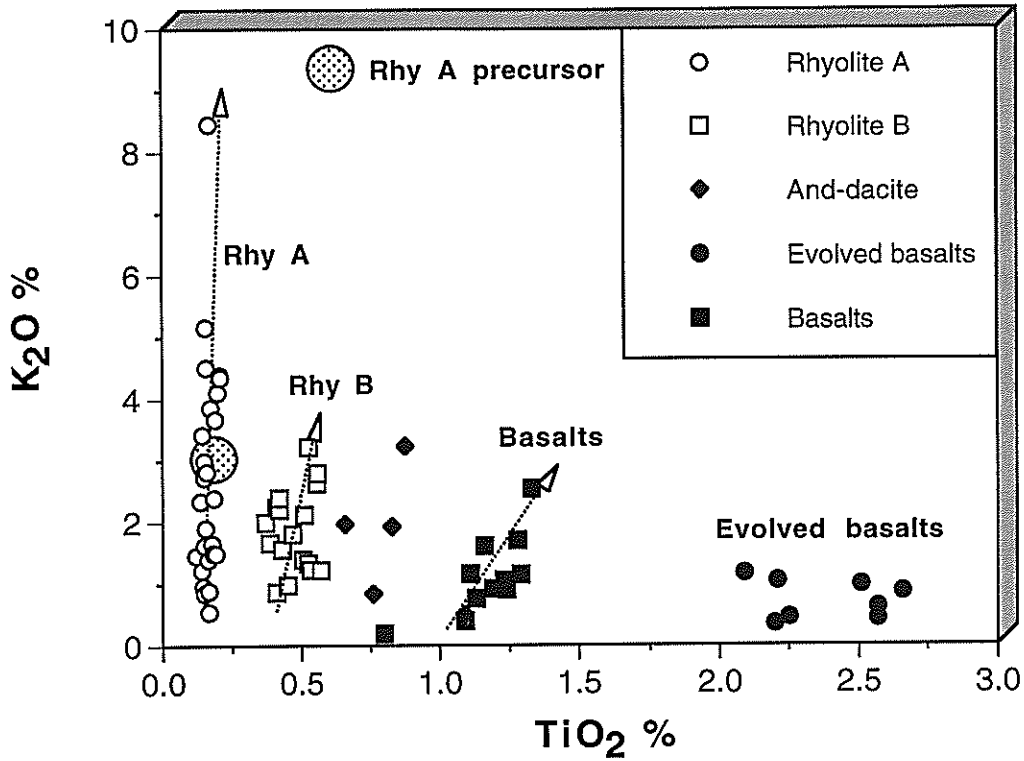 10
8
6
4
2
0
K2O %
Rhy A precursor
Rhyolite A
Rhyolite B
And-dacite
Evolved basalts
Basalts
Rhy A
Rhy B
Basalts
Evolved basalts
0.0 0.5 1.0 1.5 2.0 2.5 3.0
TiO2 %